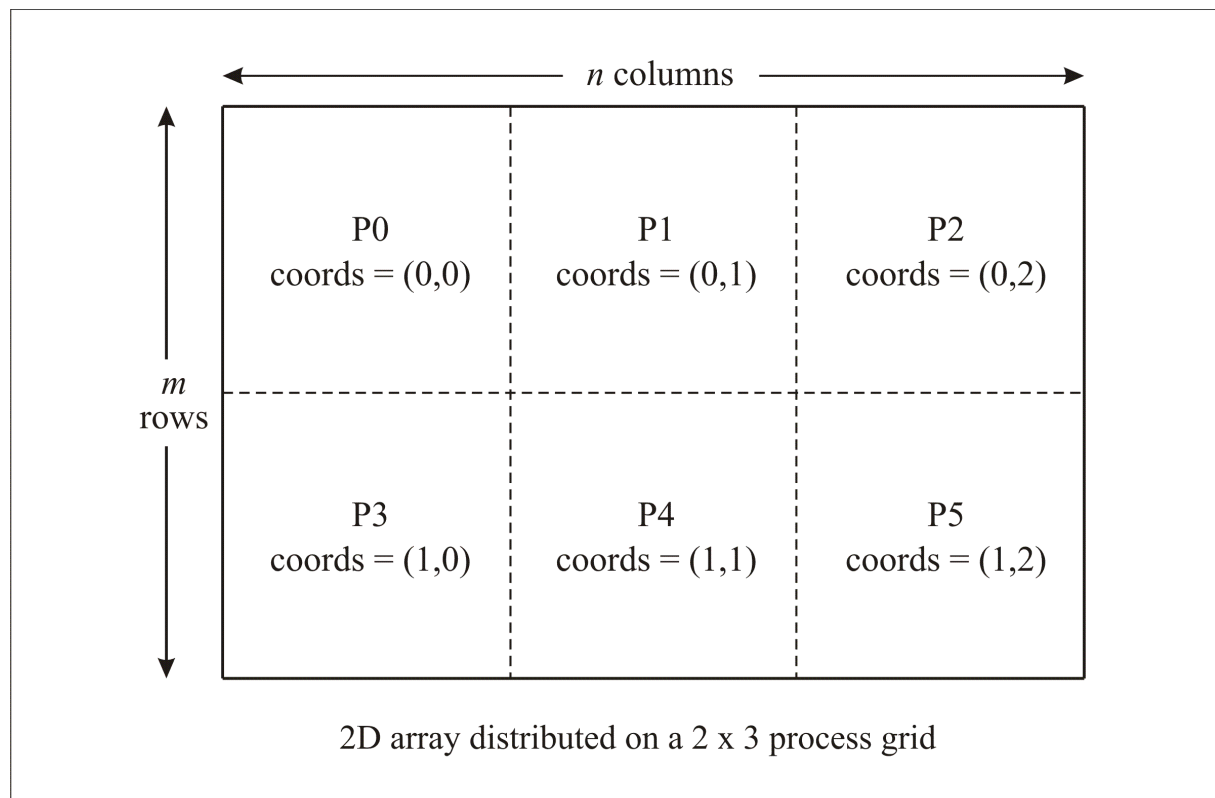 n columns
P0
coords = (0,0)
P1
coords = (0,1)
P2
coords = (0,2)
m
rows
P3
coords = (1,0)
P4
coords = (1,1)
P5
coords = (1,2)
2D array distributed on a 2 x 3 process grid